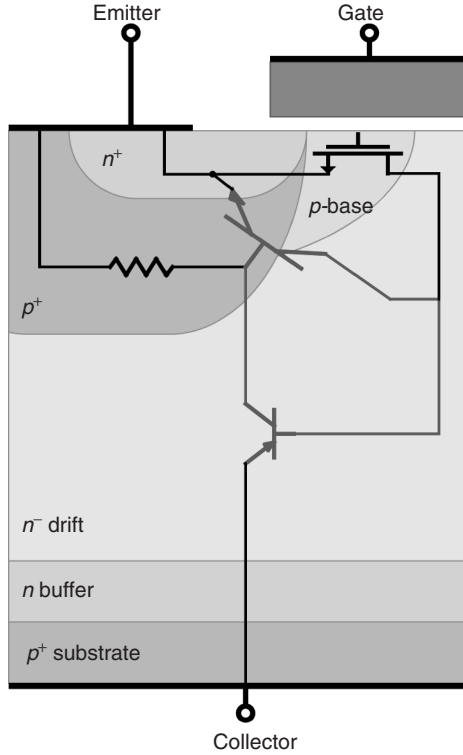 Emitter
Gate
n⁺
p-base
p⁺
n⁻ drift
n buffer
p⁺ substrate
Collector